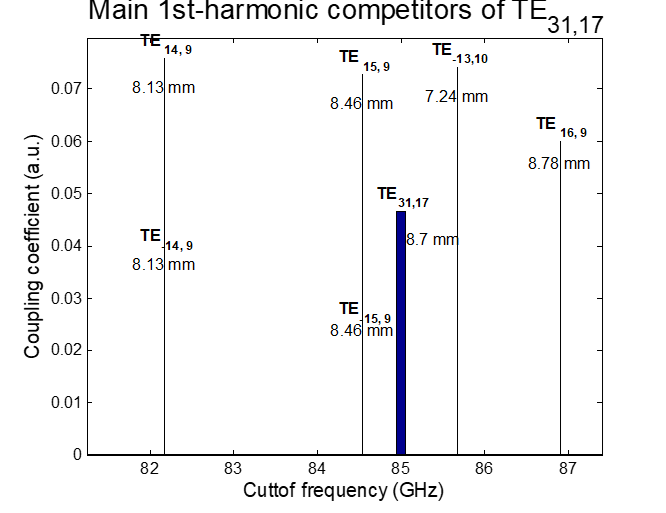 Main 1st-harmonic competitors of TE31,17
TE14, 9
8.13 mm
TE-14, 9
8.13 mm
TE15, 9
8.46 mm
TE-15, 9
8.46 mm
TE31,17
8.7 mm
TE-13,10
7.24 mm
TE16, 9
8.78 mm
Coupling coefficient (a.u.)
0.07
0.06
0.05
0.04
0.03
0.02
0.01
0
82 83 84 85 86 87
Cuttof frequency (GHz)